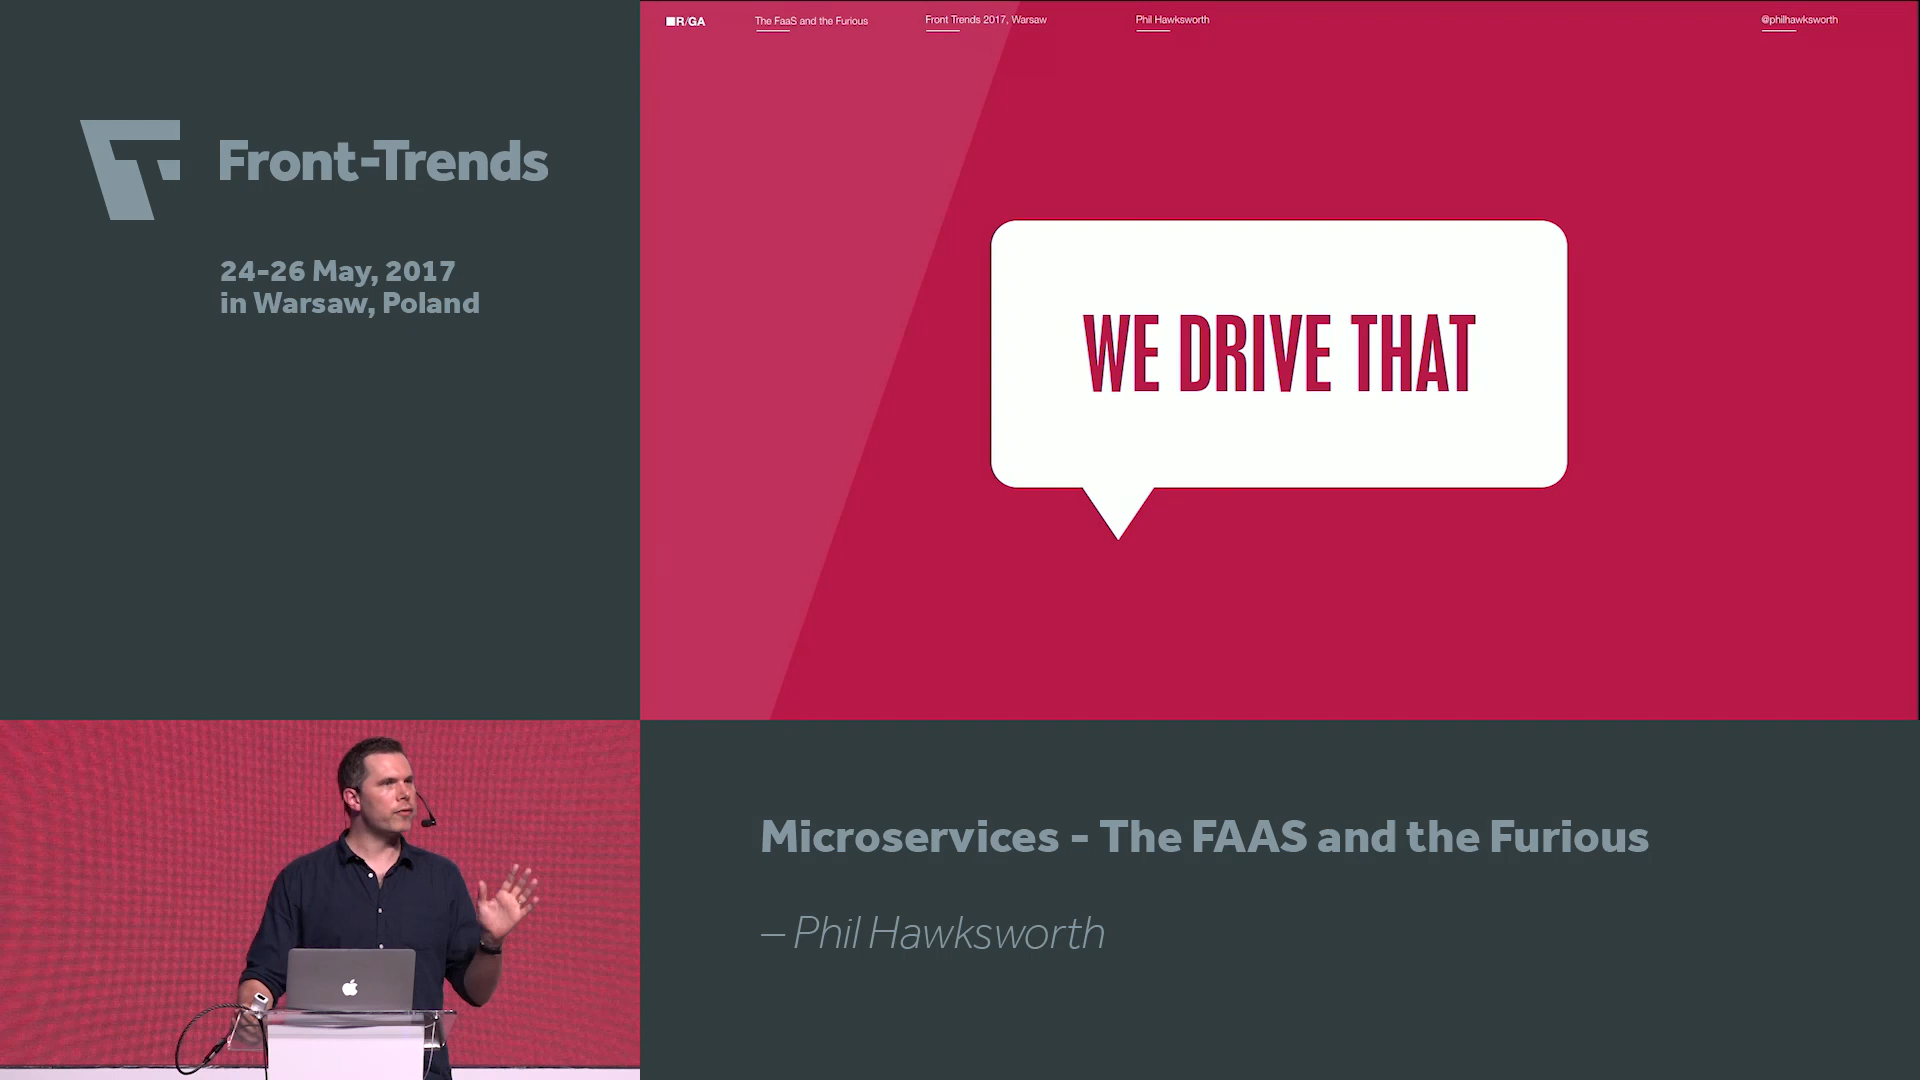 Front-Trends
24-26 May, 2017
in Warsaw, Poland
R/GA
The FaaS and the Furious
Front Trends 2017, Warsaw
Phil Hawksworth
@philhawksworth
WE DRIVE THAT
Microservices - The FAAS and the Furious
– Phil Hawksworth